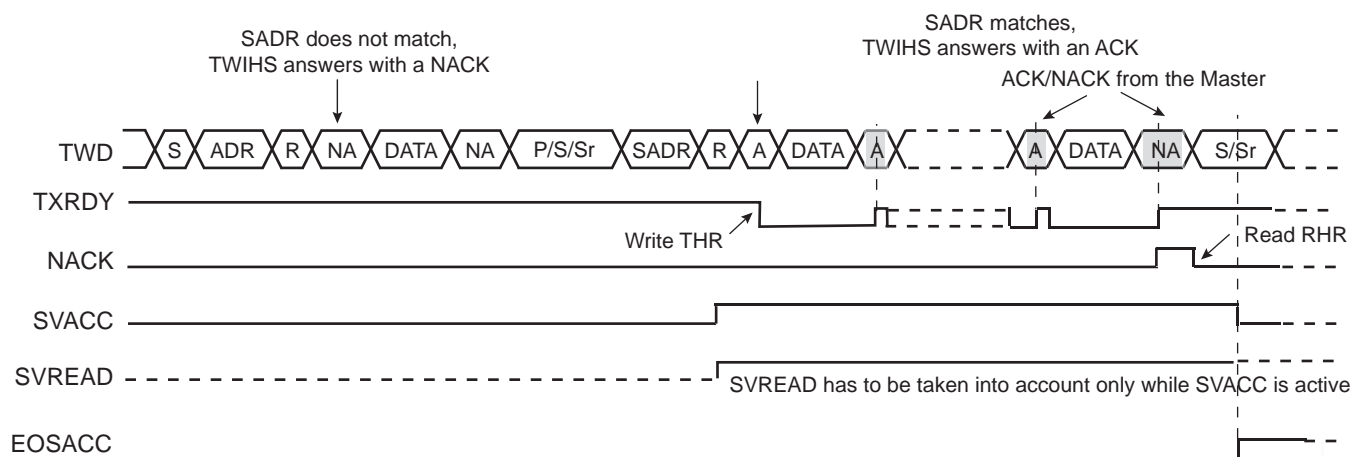 SADR does not match,
TWIHS answers with a NACK
SADR matches,
TWIHS answers with an ACK
ACK/NACK from the Master
TWD S ADR R NA DATA NA P/S/Sr SADR R A DATA A A DATA NA S/Sr
TXRDY
Write THR
Read RHR
NACK
SVACC
SVREAD
SVREAD has to be taken into account only while SVACC is active
EOSACC